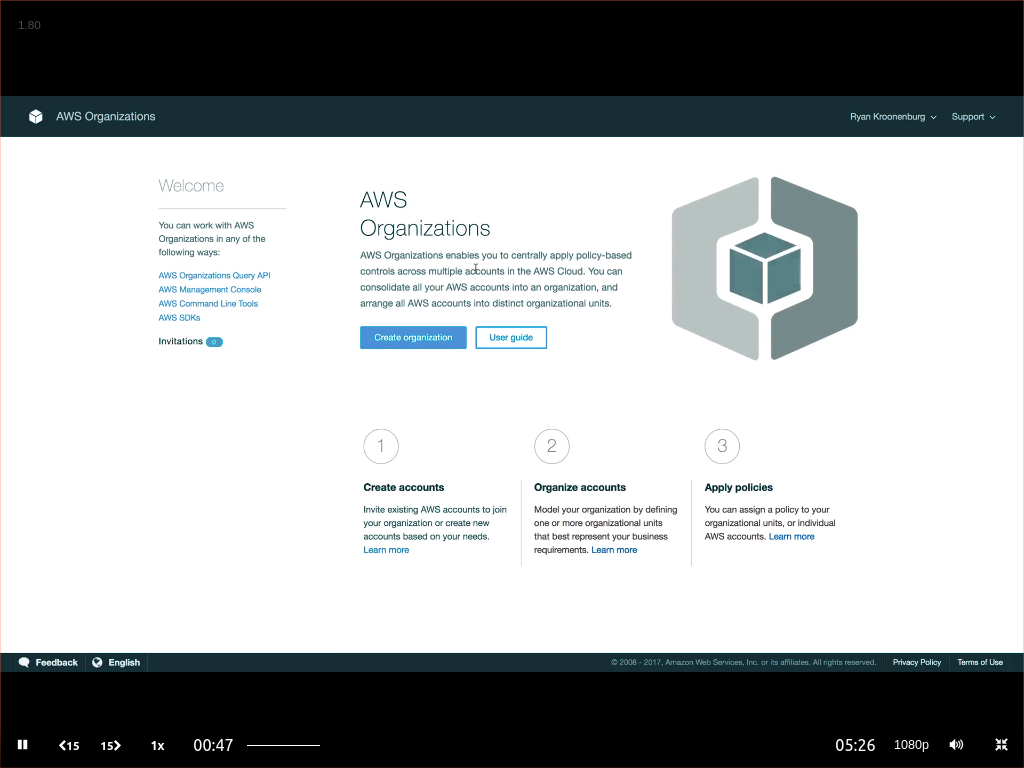 1.80
AWS Organizations
Ryan Kroonenburg
Support
Welcome
You can work with AWS
Organizations in any of the
following ways:
AWS Organizations Query API
AWS Management Console
AWS Command Line Tools
AWS SDKs
Invitations 0
AWS
Organizations
AWS Organizations enables you to centrally apply policy-based
controls across multiple accounts in the AWS Cloud. You can
consolidate all your AWS accounts into an organization, and
arrange all AWS accounts into distinct organizational units.
Create organization
User guide
1
Create accounts
Invite existing AWS accounts to join
your organization or create new
accounts based on your needs.
Learn more
2
Organize accounts
Model your organization by defining
one or more organizational units
that best represent your business
requirements. Learn more
3
Apply policies
You can assign a policy to your
organizational units, or individual
AWS accounts. Learn more
Feedback
English
© 2008 - 2017, Amazon Web Services, Inc. or its affiliates. All rights reserved.
Privacy Policy
Terms of Use
15
15
1x
00:47
05:26
1080p